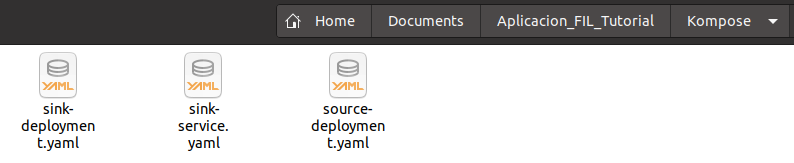 Home Documents Aplicacion_FIL_Tutorial Kompose
YAML YAML YAML
sink-
deploymen
t.yaml
sink-
service.
yaml
source-
deploymen
t.yaml